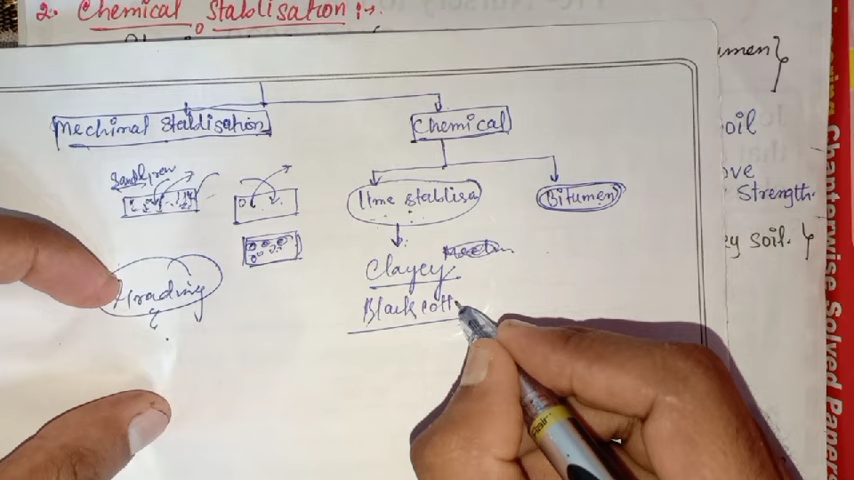 2. Chemical Stablisation :-
umen}
Mechinal Stablisation
Chemical
oil
ove
Strength.
ey soil. }
lime stablisa
Bitumen
Clayey
Grading
Black cott
Chapterwise Solved Papers